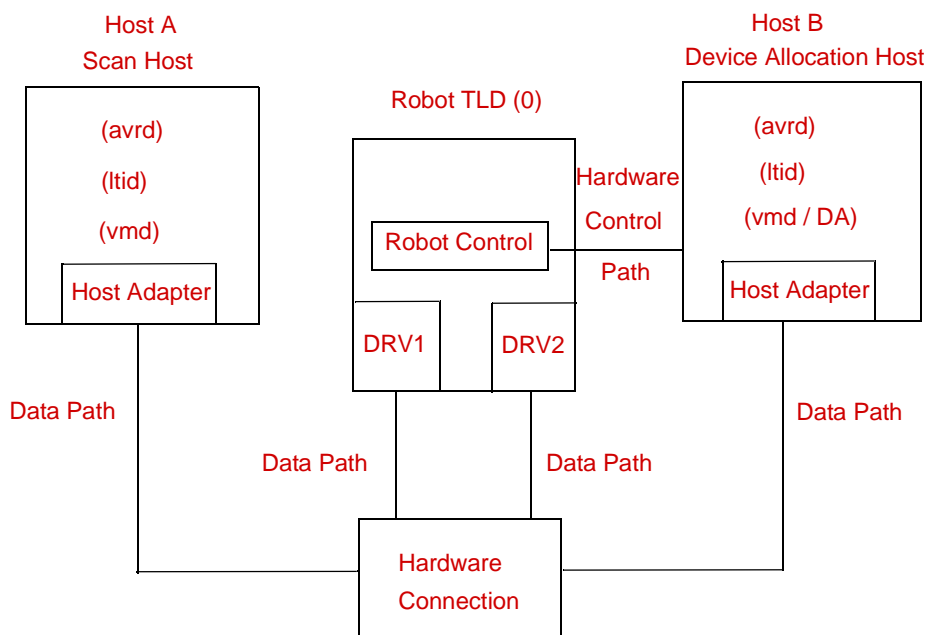 Host A
Scan Host
(avrd)
(ltid)
(vmd)
Host Adapter
Robot TLD (0)
Robot Control
DRV1
DRV2
Hardware
Control
Path
Host B
Device Allocation Host
(avrd)
(ltid)
(vmd / DA)
Host Adapter
Data Path
Data Path
Data Path
Data Path
Hardware
Connection